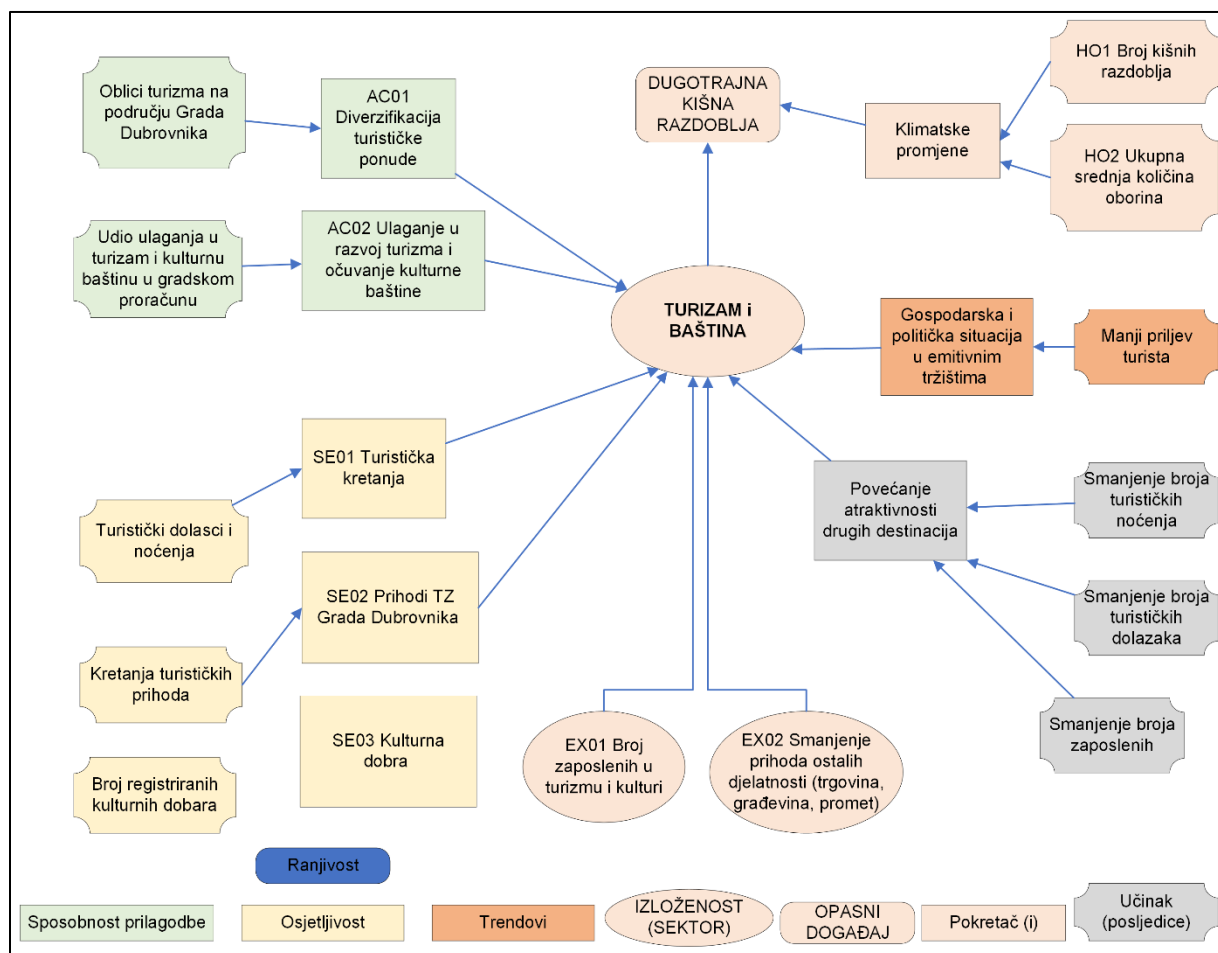 Oblici turizma na
području Grada
Dubrovnika
AC01
Diverzifikacija
turističke
ponude
DUGOTRAJNA
KIŠNA
RAZDOBLJA
Klimatske
promjene
HO1 Broj kišnih
razdoblja
HO2 Ukupna
srednja količina
oborina
Udio ulaganja u
turizam i kulturnu
baštinu u gradskom
proračunu
AC02 Ulaganje u
razvoj turizma i
očuvanje kulturne
baštine
TURIZAM i
BAŠTINA
Gospodarska i
politička situacija
u emitivnim
tržištima
Manji priljev
turista
SE01 Turistička
kretanja
Turistički dolasci i
noćenja
Povećanje
atraktivnosti
drugih destinacija
Smanjenje broja
turističkih
noćenja
SE02 Prihodi TZ
Grada Dubrovnika
Smanjenje broja
turističkih
dolazaka
Kretanja turističkih
prihoda
SE03 Kulturna
dobra
EX01 Broj
zaposlenih u
turizmu i kulturi
EX02 Smanjenje
prihoda ostalih
djelatnosti (trgovina,
građevina, promet)
Smanjenje broja
zaposlenih
Broj registriranih
kulturnih dobara
Ranjivost
Sposobnost prilagodbe
Osjetljivost
Trendovi
IZLOŽENOST
(SEKTOR)
OPASNI
DOGAĐAJ
Pokretač (i)
Učinak
(posljedice)